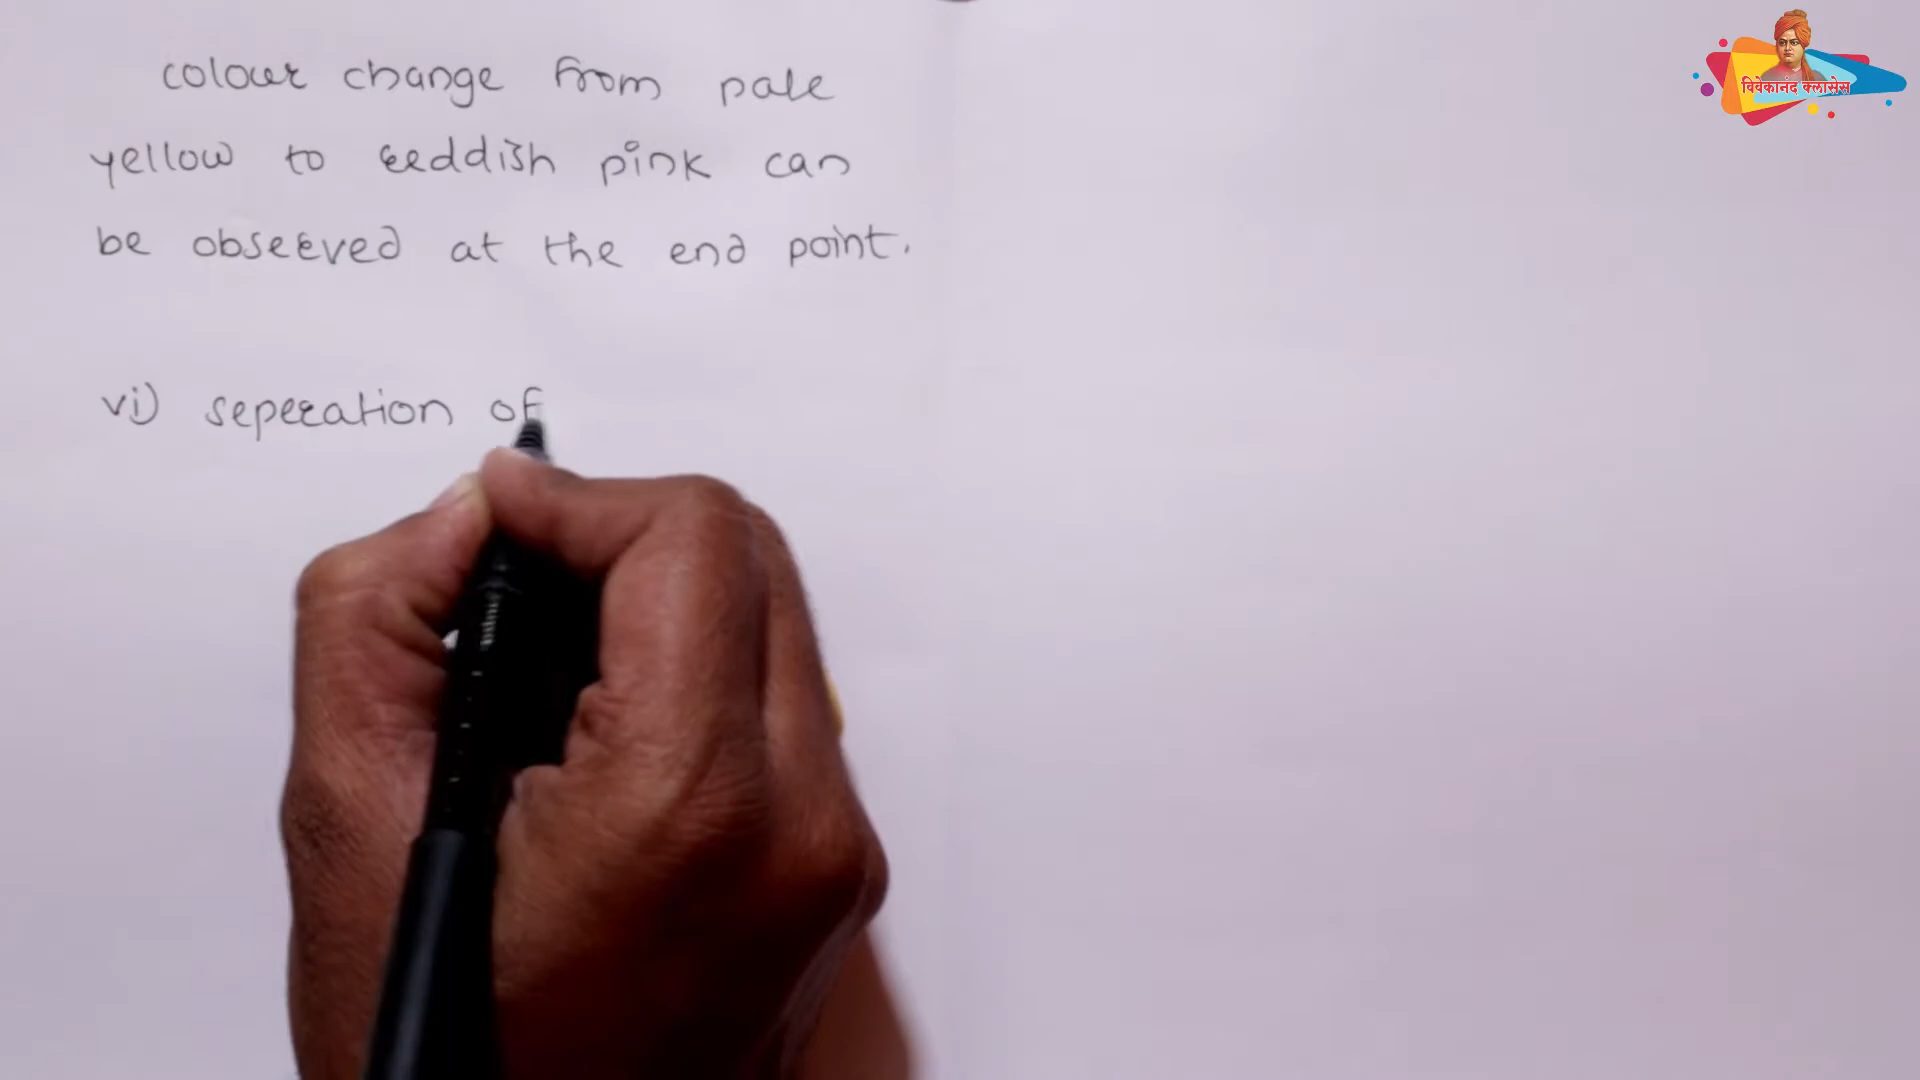 colour change from pale
yellow to reddish pink can
be observed at the end point.
vi) seperation of
विवेकानंद क्लासेस